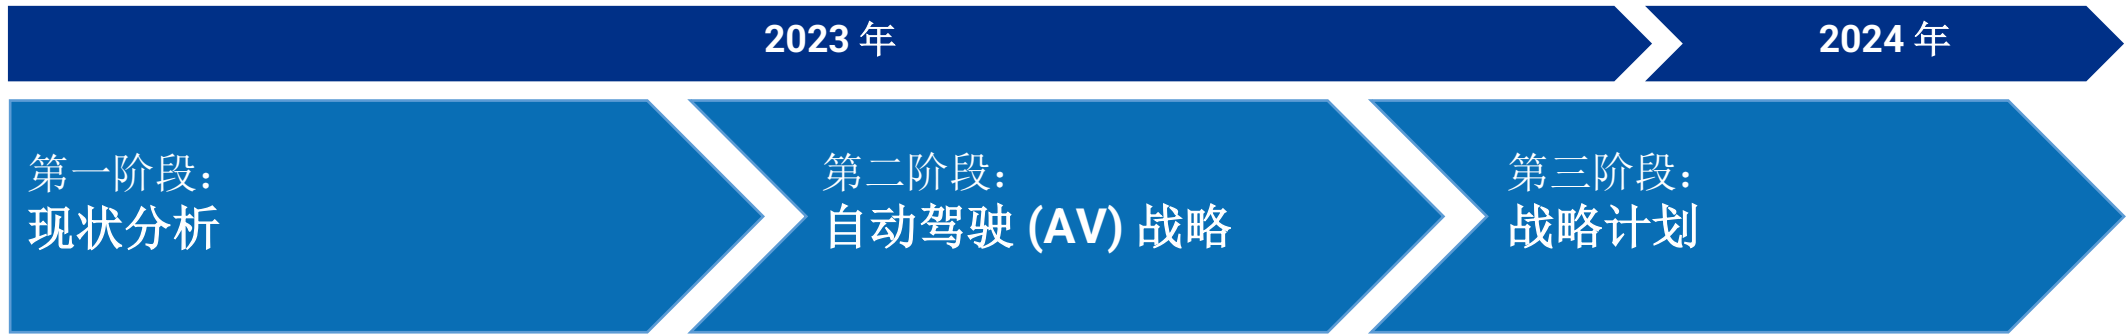 2023 年
2024 年
第一阶段：
现状分析
第二阶段：
自动驾驶 (AV) 战略
第三阶段：
战略计划